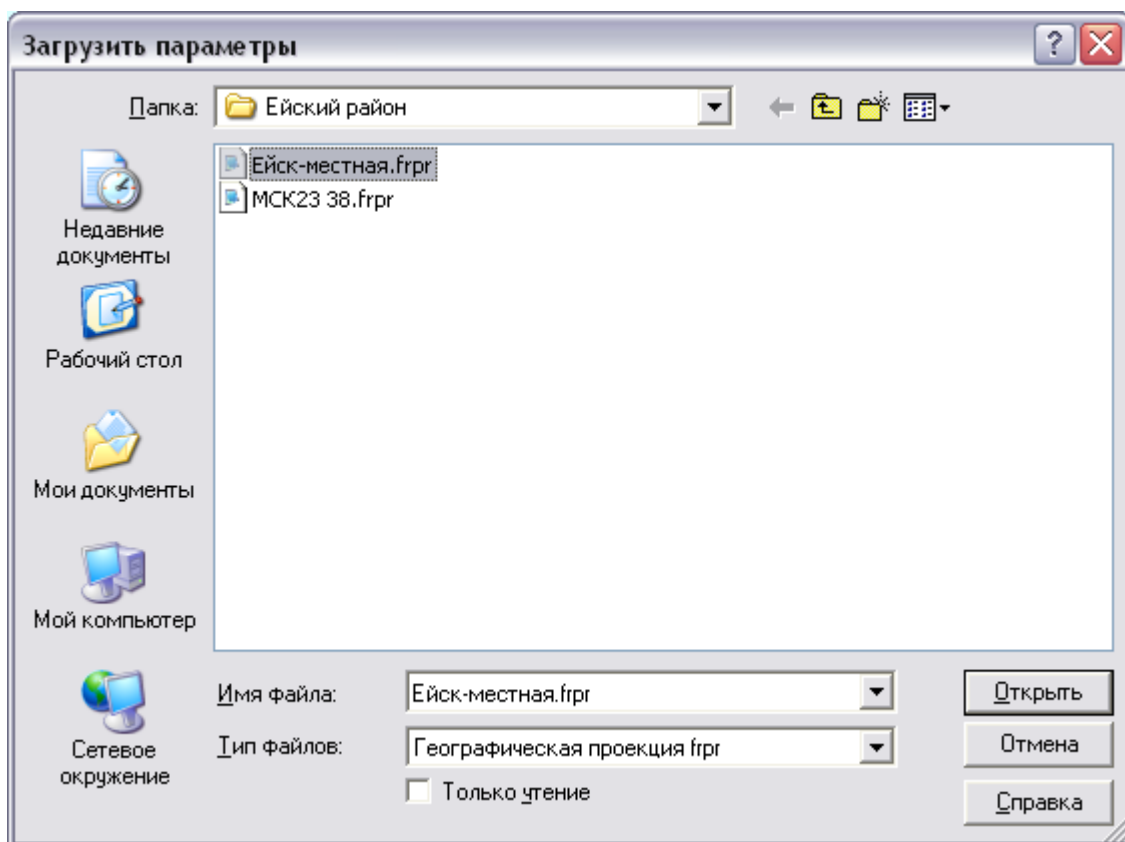 Загрузить параметры
Папка:
Ейский район
Недавние
документы
Рабочий стол
Мои документы
Мой компьютер
Сетевое
окружение
Ейск-местная.frpr
МСК23 38.frpr
Имя файла:
Ейск-местная.frpr
Открыть
Тип файлов:
Географическая проекция frpr
Отмена
Только чтение
Справка